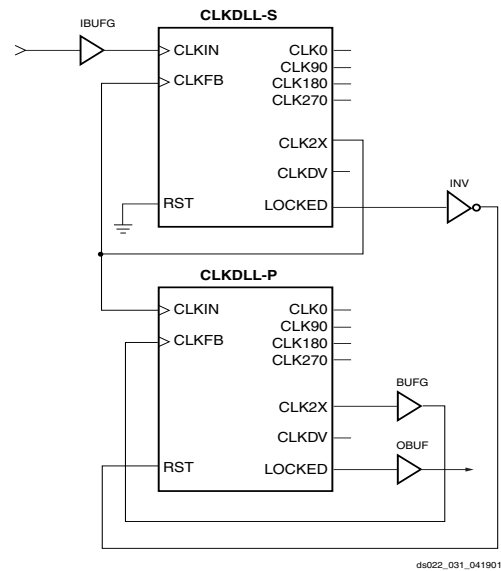 CLKDLL-S
IBUFG
CLKIN
CLKFB
RST
CLK0
CLK90
CLK180
CLK270
CLK2X
CLKDV
LOCKED
INV
CLKDLL-P
CLKIN
CLKFB
RST
CLK0
CLK90
CLK180
CLK270
CLK2X
CLKDV
LOCKED
BUFG
OBUF
ds022_031_041901